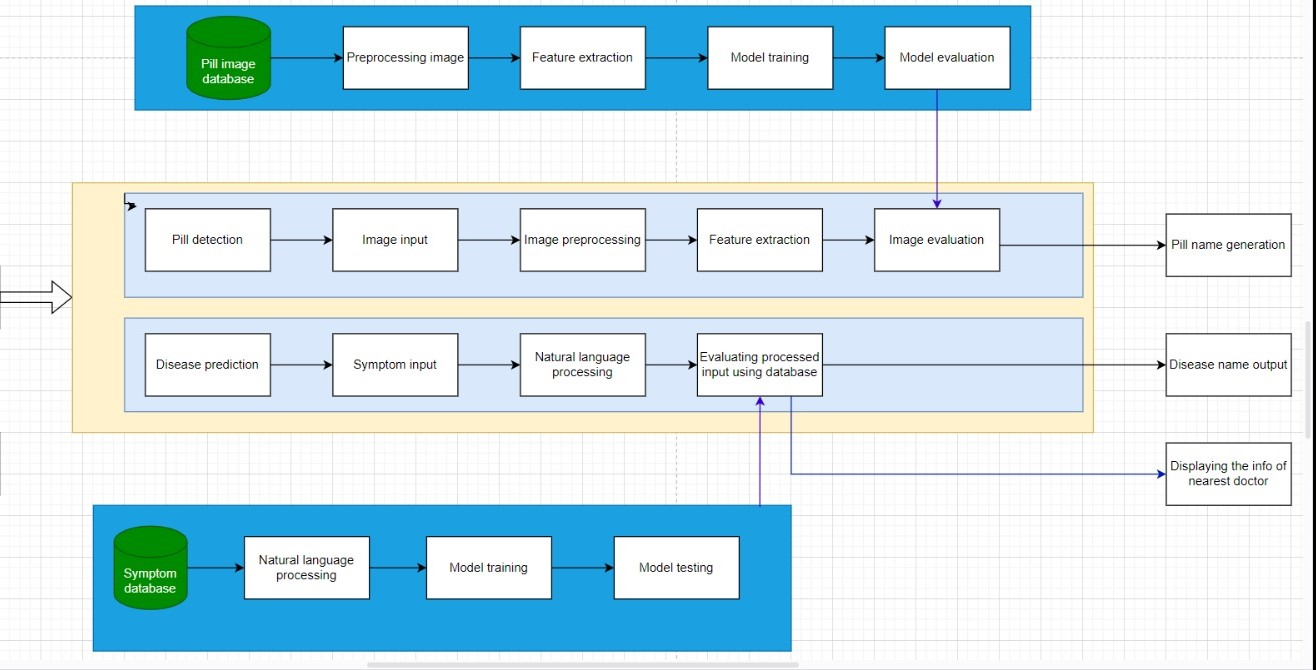 Pill image
database
Preprocessing image
Feature extraction
Model training
Model evaluation
Pill detection
Image input
Image preprocessing
Feature extraction
Image evaluation
Pill name generation
Disease prediction
Symptom input
Natural language
processing
Evaluating processed
input using database
Disease name output
Displaying the info of
nearest doctor
Symptom
database
Natural language
processing
Model training
Model testing